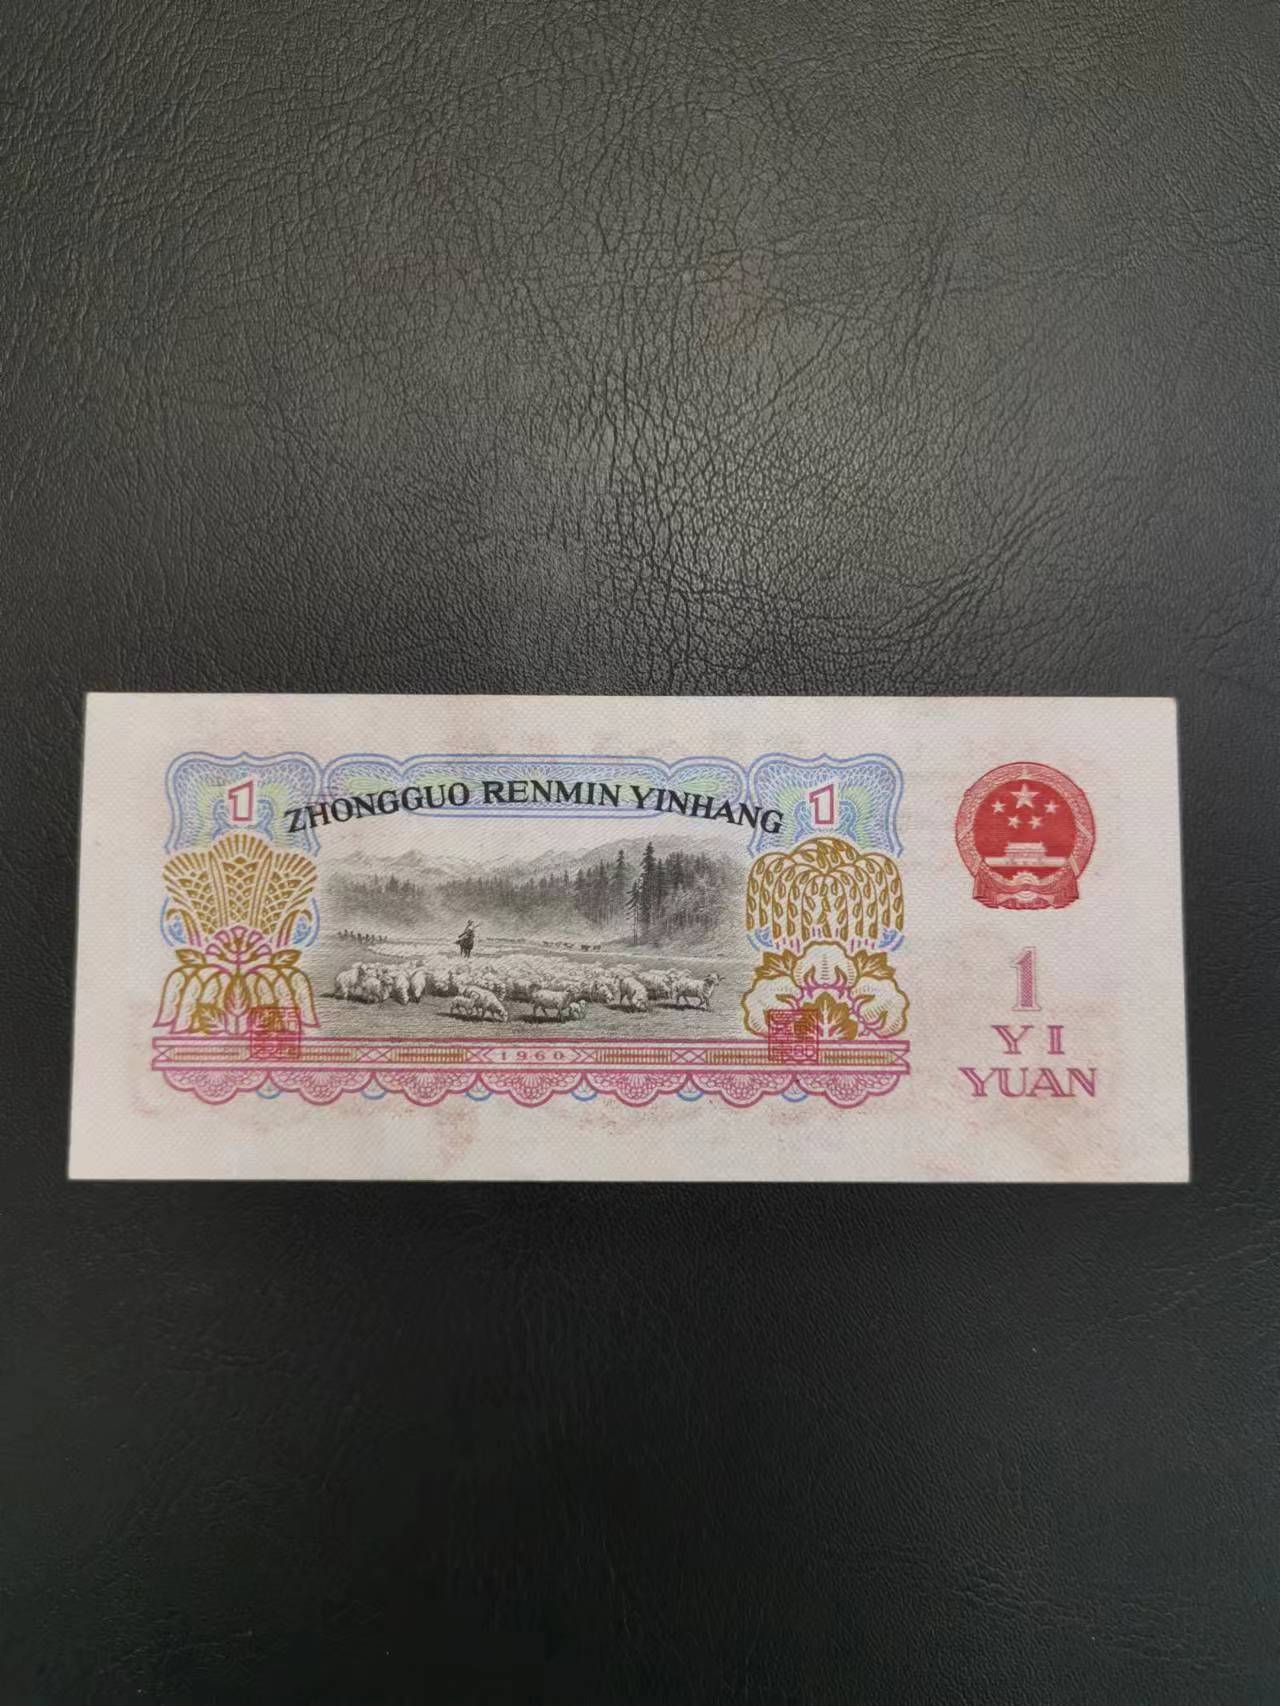 1 ZHONGGUO RENMIN YINHANG 1
1960
1
YI
YUAN